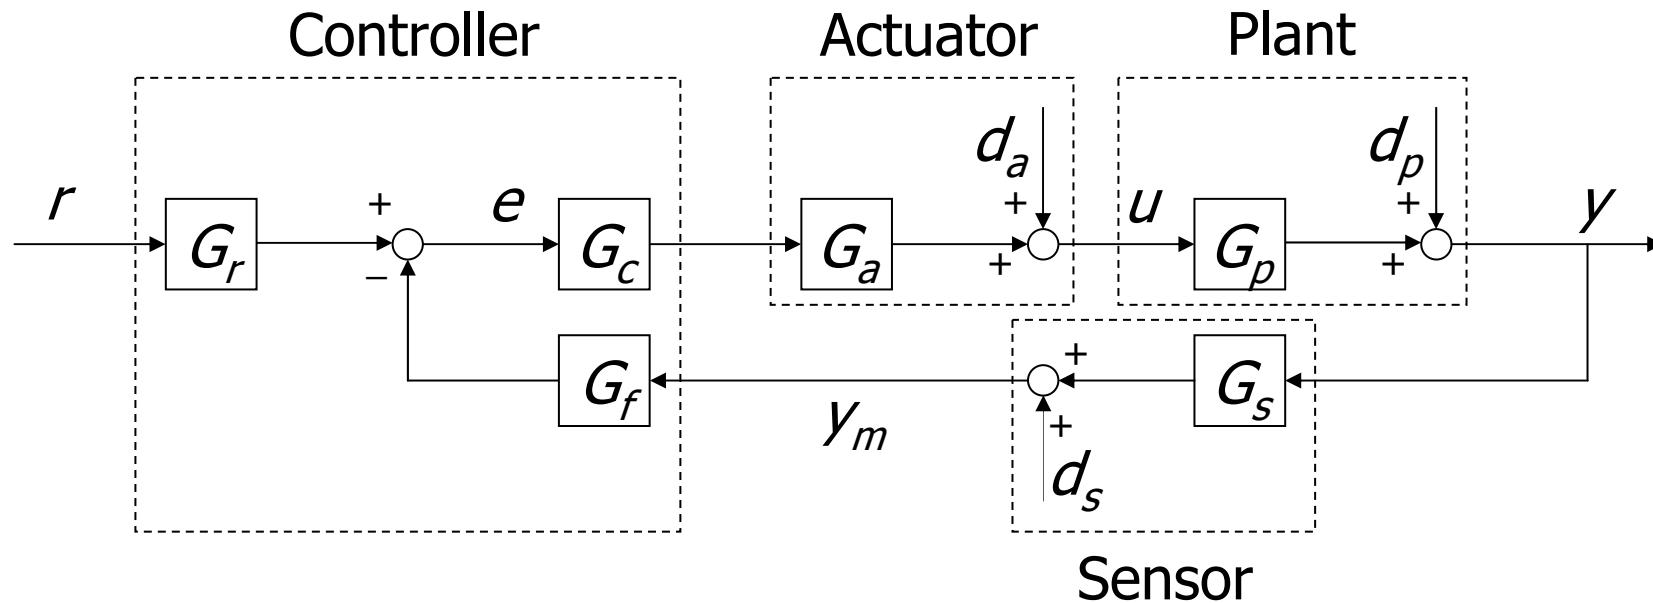 Controller
Actuator
Plant
r
G_r
+
−
e
G_c
G_a
d_a
+
+
u
G_p
d_p
+
+
y
G_f
y_m
+
+
d_s
G_s
Sensor